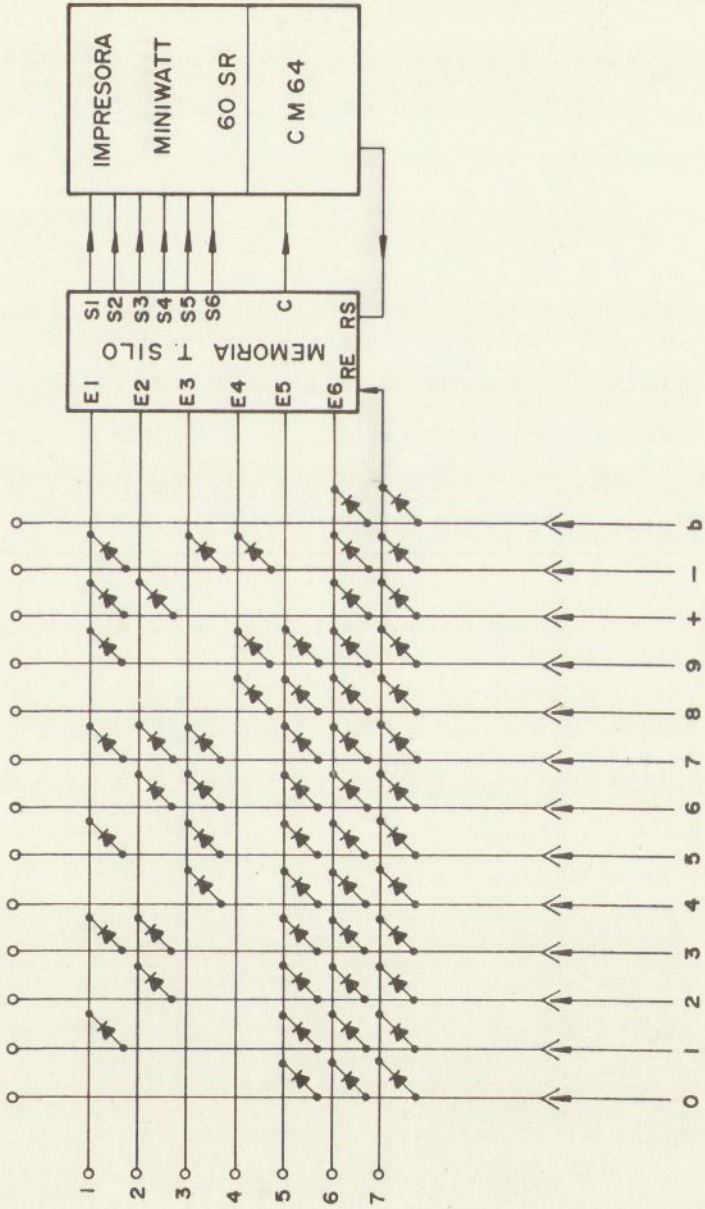 IMPRESORA
MINIWATT
60 SR
C M 64
MEMORIA T. SILO
E1
E2
E3
E4
E5
E6
RE
S1
S2
S3
S4
S5
S6
C
RS
1
2
3
4
5
6
7
0 1 2 3 4 5 6 7 8 9 + - b